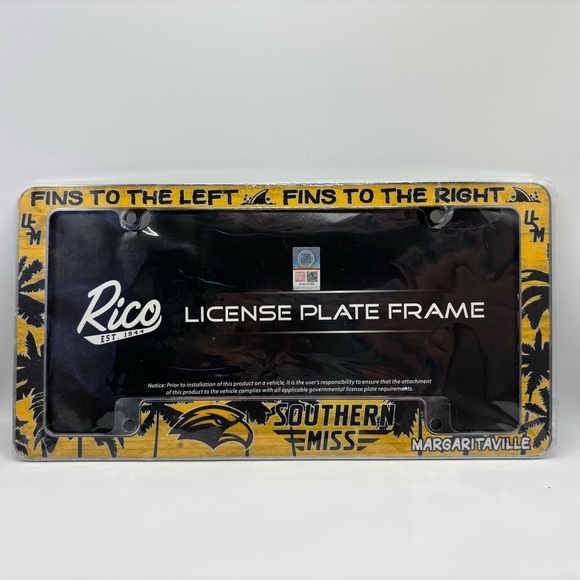 FINS TO THE LEFT FINS TO THE RIGHT
Rico
EST. 1944
LICENSE PLATE FRAME
Notice: Prior to installation of this product on a vehicle, it is the user's responsibility to ensure that the attachment
of this product to the vehicle complies with all applicable governmental license plate requirements.
SOUTHERN
MISS
MARGARITAVILLE